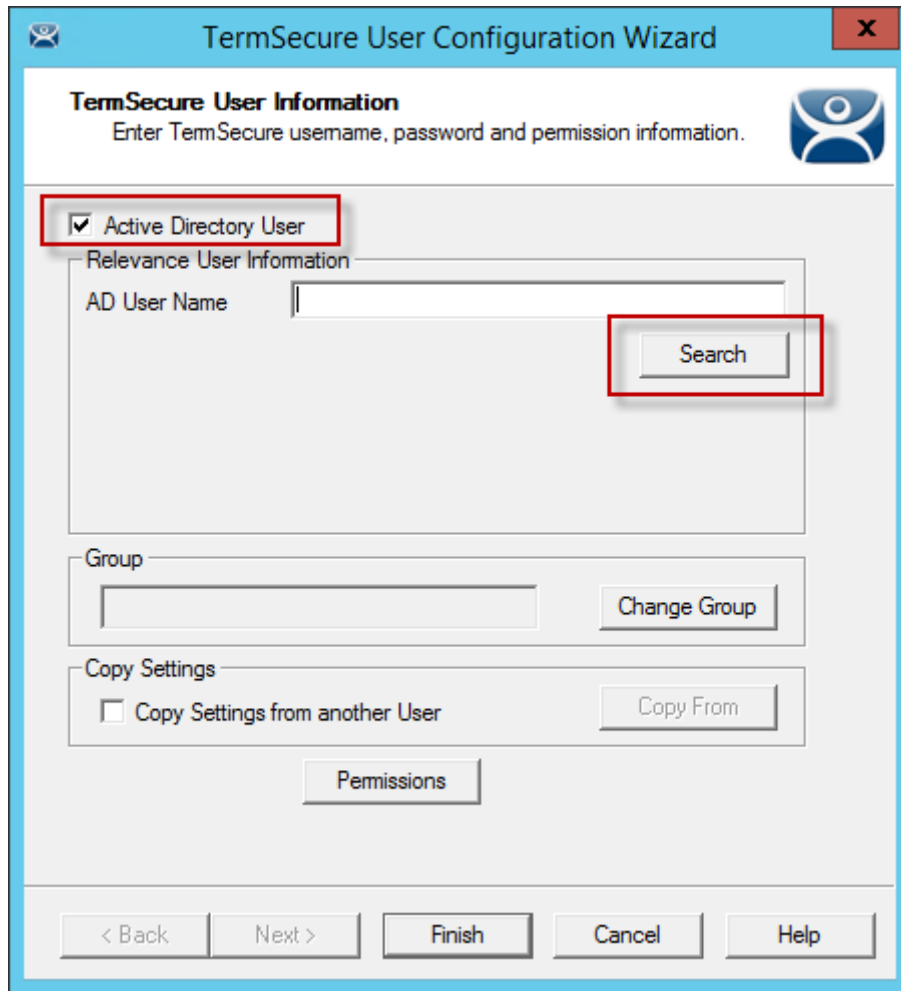 TermSecure User Configuration Wizard
X
TermSecure User Information
Enter TermSecure username, password and permission information.
Active Directory User
Relevance User Information
AD User Name
Search
Group
Change Group
Copy Settings
Copy Settings from another User
Copy From
Permissions
< Back Next > Finish Cancel Help